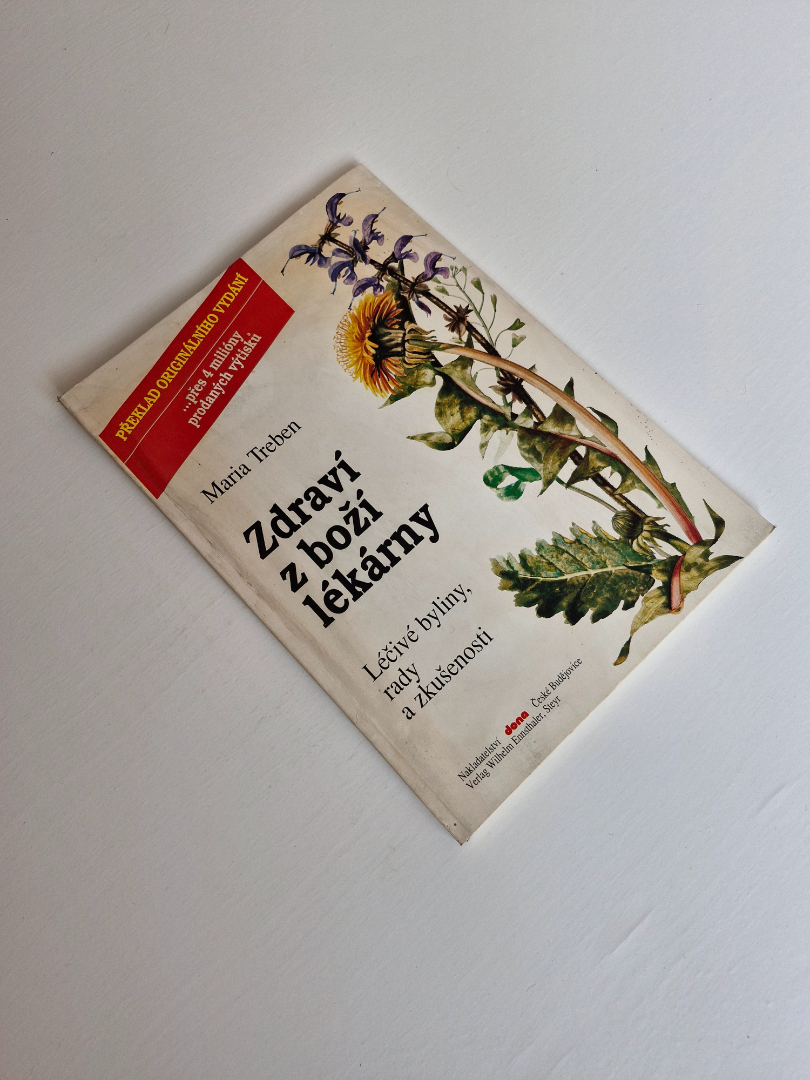 PŘEKLAD ORIGINÁLNÍHO VYDÁNÍ
...přes 4 milióny
prodaných výtisků
Maria Treben
Zdraví
z boží
lékárny
Léčivé byliny,
rady
a zkušenosti
Nakladatelství dona České Budějovice
Verlag Wilhelm Ennsthaler, Steyr